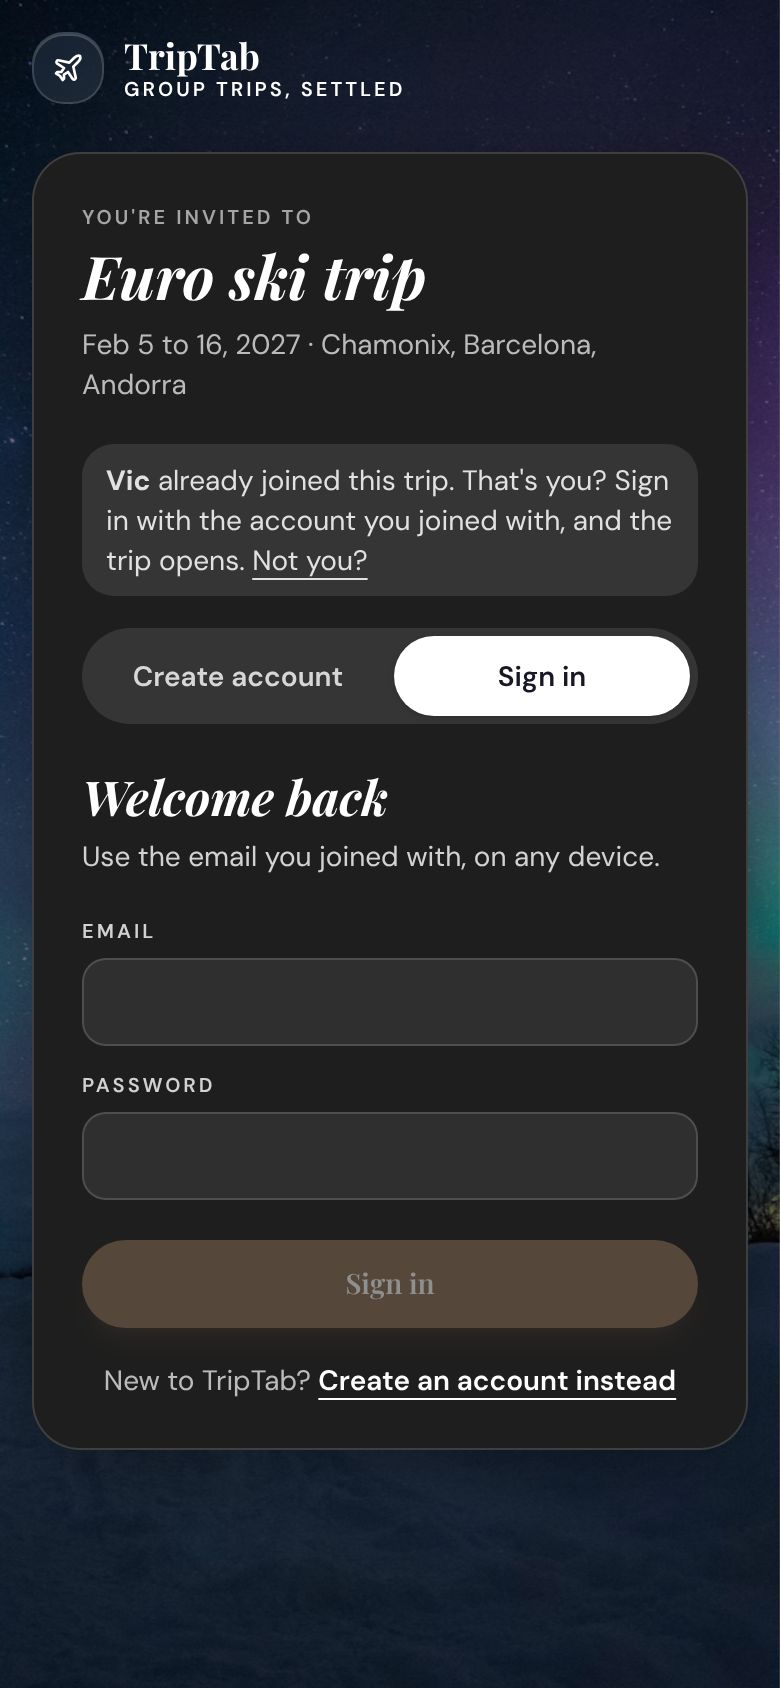 TripTab
GROUP TRIPS, SETTLED
YOU'RE INVITED TO
Euro ski trip
Feb 5 to 16, 2027 · Chamonix, Barcelona,
Andorra
Vic already joined this trip. That's you? Sign
in with the account you joined with, and the
trip opens. Not you?
Create account
Sign in
Welcome back
Use the email you joined with, on any device.
EMAIL
PASSWORD
Sign in
New to TripTab? Create an account instead